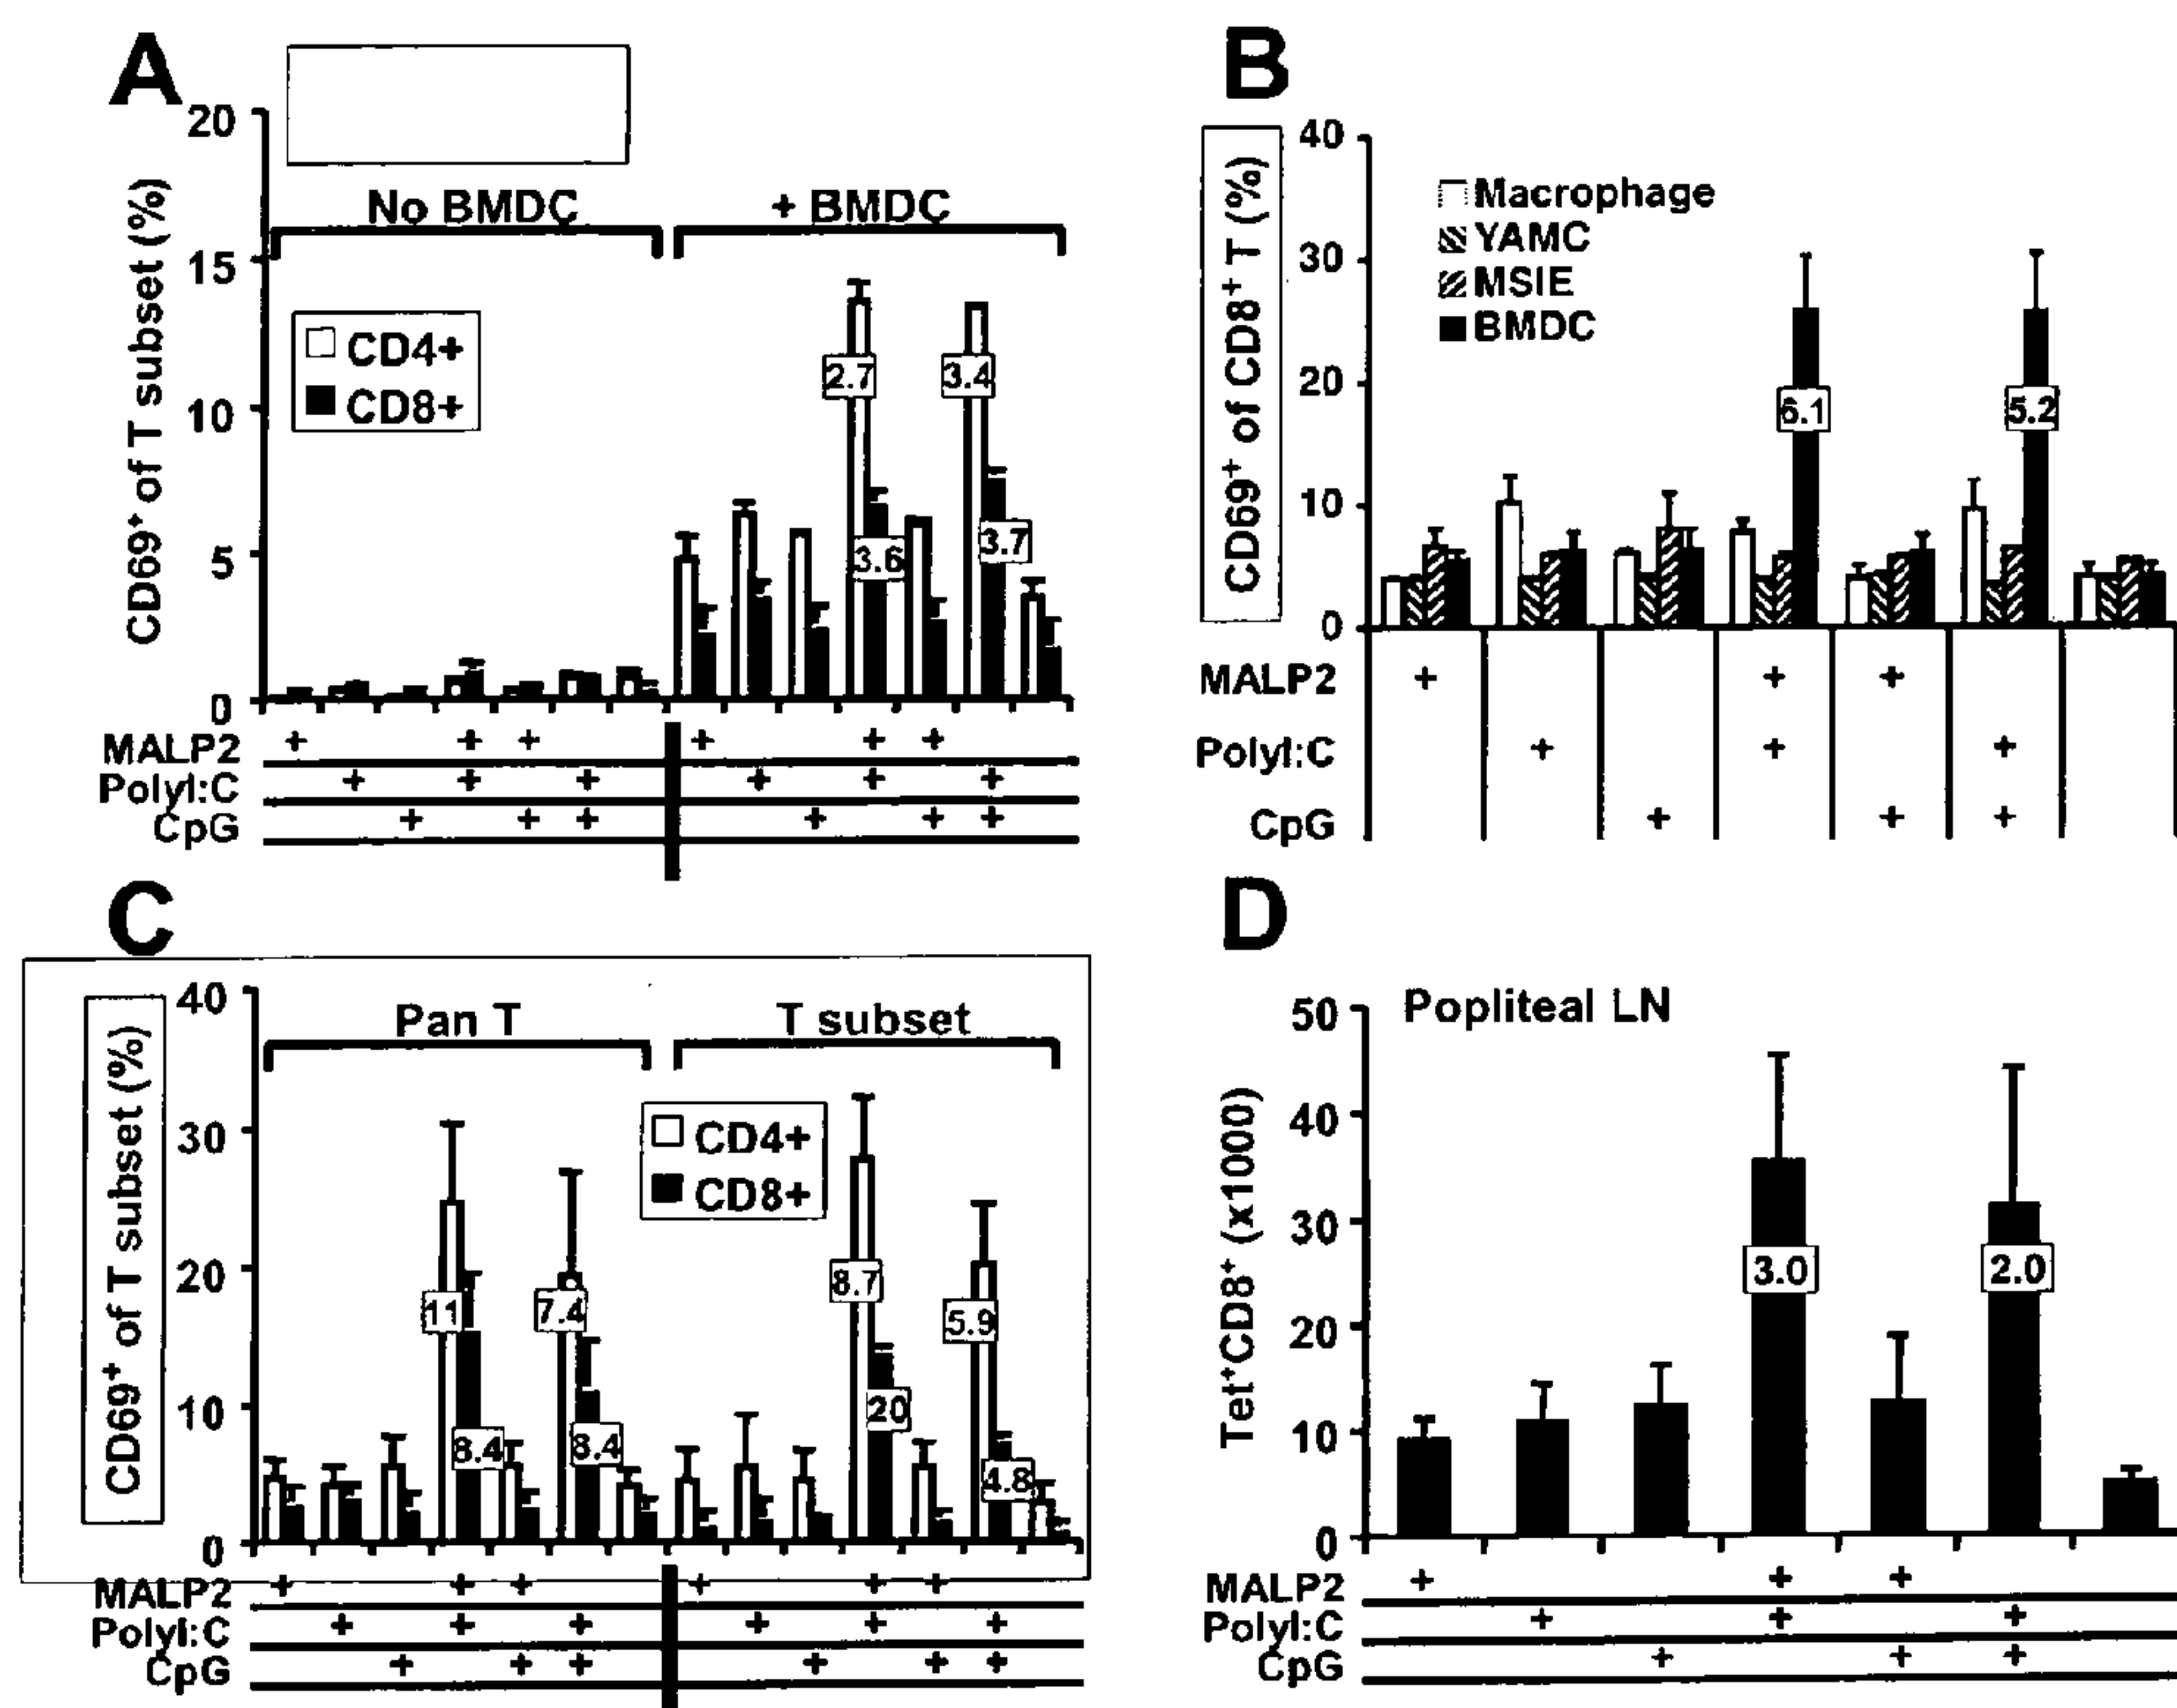 A
20
No BMDC
+ BMDC
15
CD4+
CD8+
10
2.7
3.4
3.6
3.7
5
0
CD69+ of T subset (%)
MALP2 + + + + + +
PolyI:C + + + + + +
CpG + + + + + +
B
40
Macrophage
YAMC
MSIE
BMDC
30
20
6.1
5.2
10
0
CD69+ of CD8+ T (%)
MALP2 + + +
PolyI:C + + +
CpG + + +
C
40
Pan T
T subset
CD4+
CD8+
30
20
11
7.4
8.7
5.9
10
8.4
8.4
20
4.8
0
CD69+ of T subset (%)
MALP2 + + + + + +
PolyI:C + + + + + +
CpG + + + + + +
D
50
Popliteal LN
40
30
3.0
2.0
20
10
0
Tet+CD8+ (x1000)
MALP2 + + +
PolyI:C + + +
CpG + + +